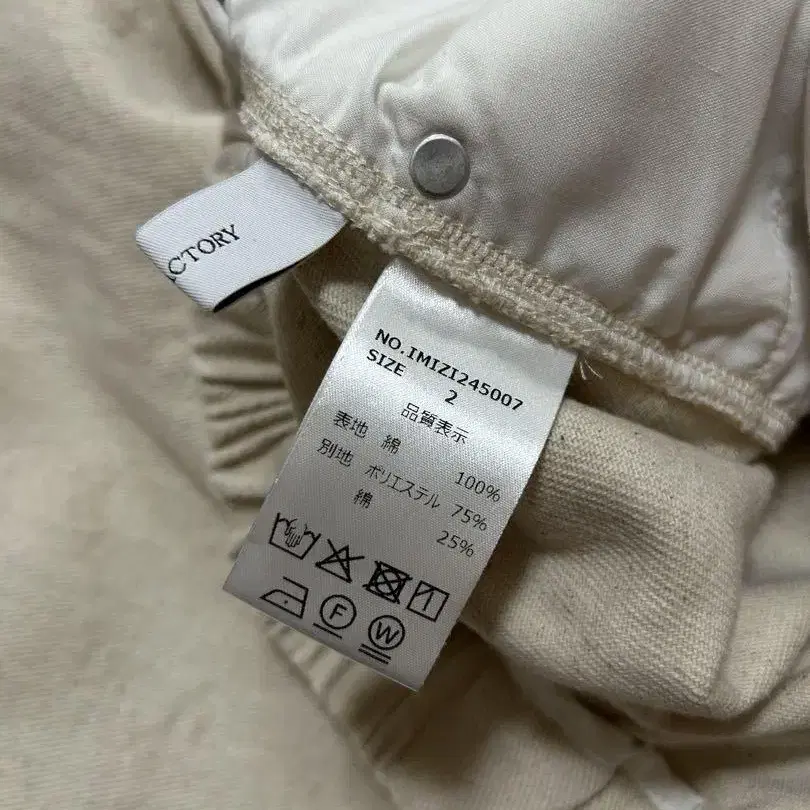 ACTORY
NO.IMIZI245007
SIZE 2
品質表示
表地 綿 100%
別地 ポリエステル 75%
綿 25%
F W